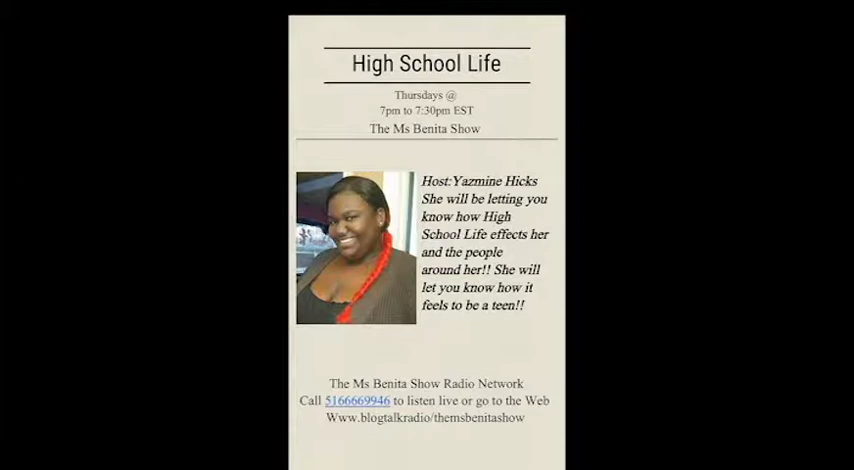 High School Life
Thursdays @
7pm to 7:30pm EST
The Ms Benita Show
Host:Yazmine Hicks
She will be letting you
know how High
School Life effects her
and the people
around her!! She will
let you know how it
feels to be a teen!!
The Ms Benita Show Radio Network
Call 5166669946 to listen live or go to the Web
Www.blogtalkradio/themsbenitashow